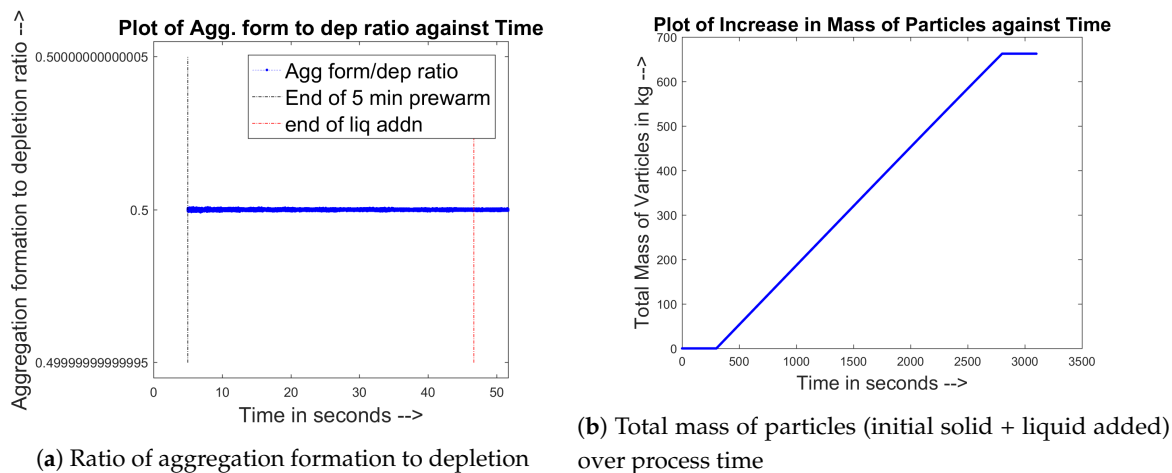 Plot of Agg. form to dep ratio against Time
Aggregation formation to depletion ratio -->
0.50000000000005
0.5
0.49999999999995
Agg form/dep ratio
End of 5 min prewarm
end of liq addn
0 10 20 30 40 50
Time in seconds -->
(a) Ratio of aggregation formation to depletion
Plot of Increase in Mass of Particles against Time
Total Mass of Varticles in kg -->
700
600
500
400
300
200
100
0
0 500 1000 1500 2000 2500 3000 3500
Time in seconds -->
(b) Total mass of particles (initial solid + liquid added)
over process time